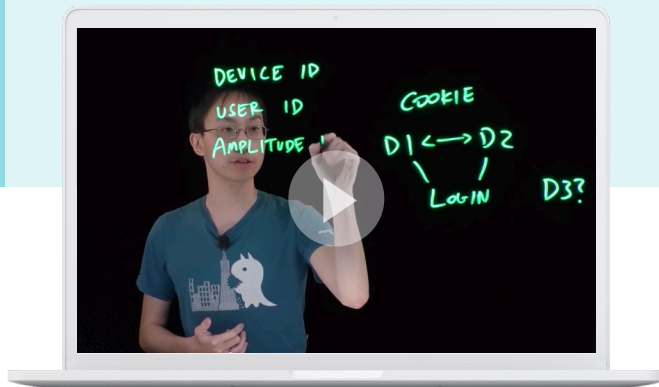 DEVICE ID
USER ID
AMPLITUDE I
COOKIE
D1 <--> D2
LOGIN
D3?